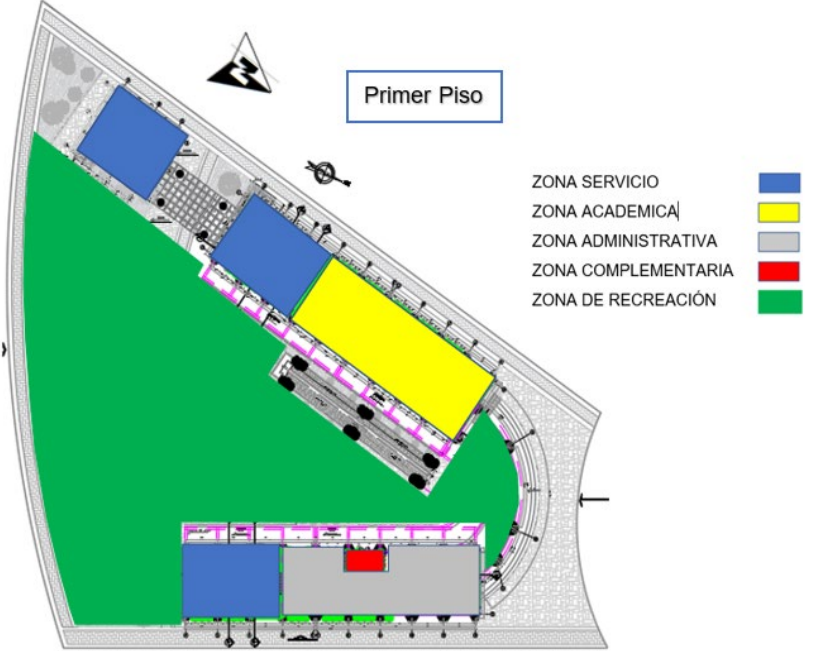 Primer Piso
ZONA SERVICIO
ZONA ACADEMICA
ZONA ADMINISTRATIVA
ZONA COMPLEMENTARIA
ZONA DE RECREACIÓN